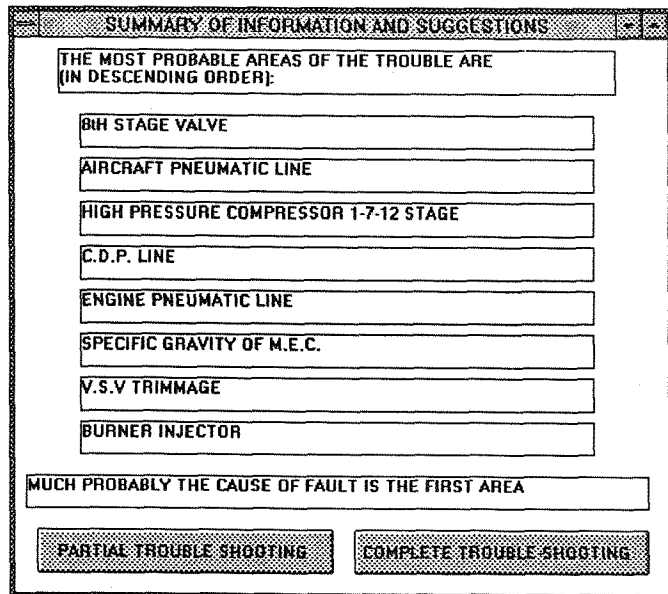 SUMMARY OF INFORMATION AND SUGGESTIONS
THE MOST PROBABLE AREAS OF THE TROUBLE ARE
(IN DESCENDING ORDER):
8tH STAGE VALVE
AIRCRAFT PNEUMATIC LINE
HIGH PRESSURE COMPRESSOR 1-7-12 STAGE
C.D.P. LINE
ENGINE PNEUMATIC LINE
SPECIFIC GRAVITY OF M.E.C.
V.S.V TRIMMAGE
BURNER INJECTOR
MUCH PROBABLY THE CAUSE OF FAULT IS THE FIRST AREA
PARTIAL TROUBLE SHOOTING
COMPLETE TROUBLE-SHOOTING